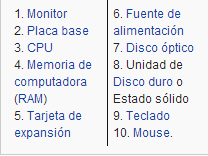 1. Monitor
2. Placa base
3. CPU
4. Memoria de
computadora
(RAM)
5. Tarjeta de
expansión
6. Fuente de
alimentación
7. Disco óptico
8. Unidad de
Disco duro o
Estado sólido
9. Teclado
10. Mouse.